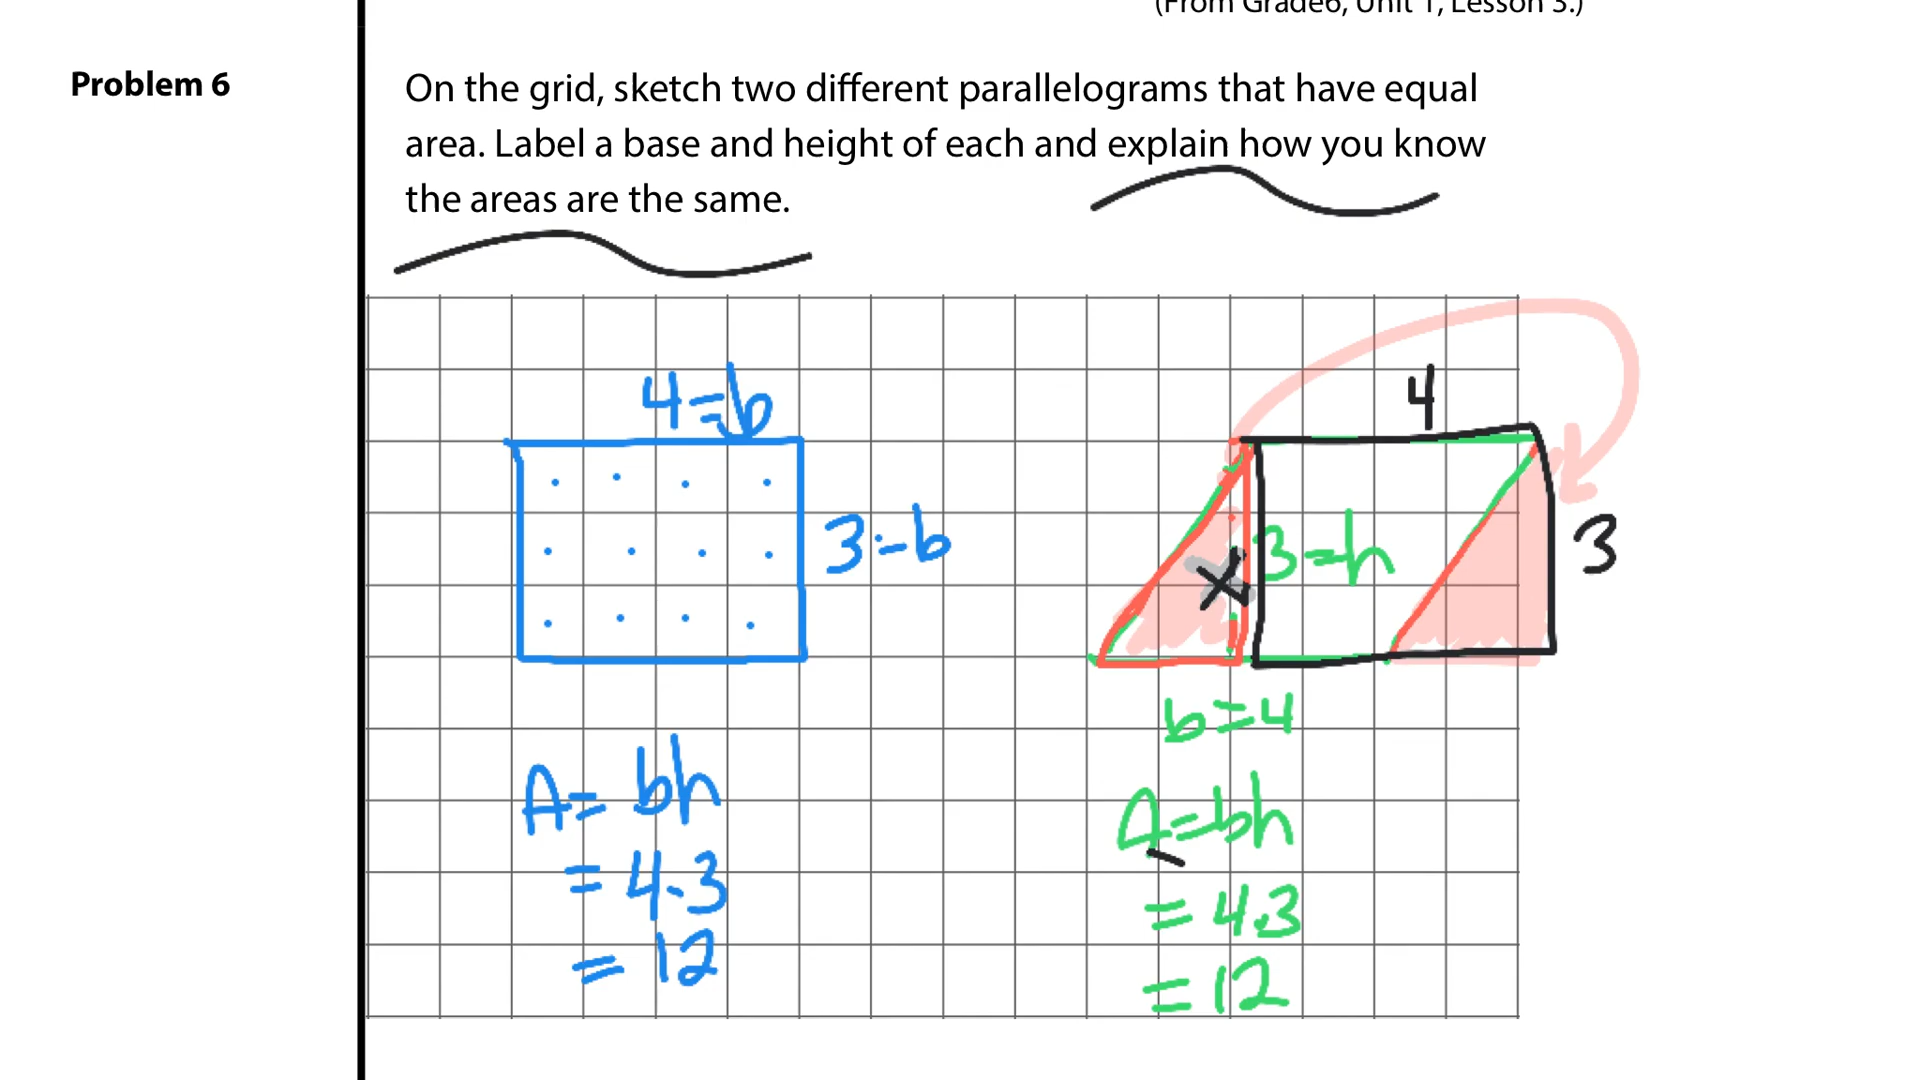 (From Grade6, Unit 1, Lesson 3.)
Problem 6
On the grid, sketch two different parallelograms that have equal
area. Label a base and height of each and explain how you know
the areas are the same.
4=b
3=b
A= bh
= 4·3
= 12
4
3=h
3
b=4
A=bh
= 4·3
= 12